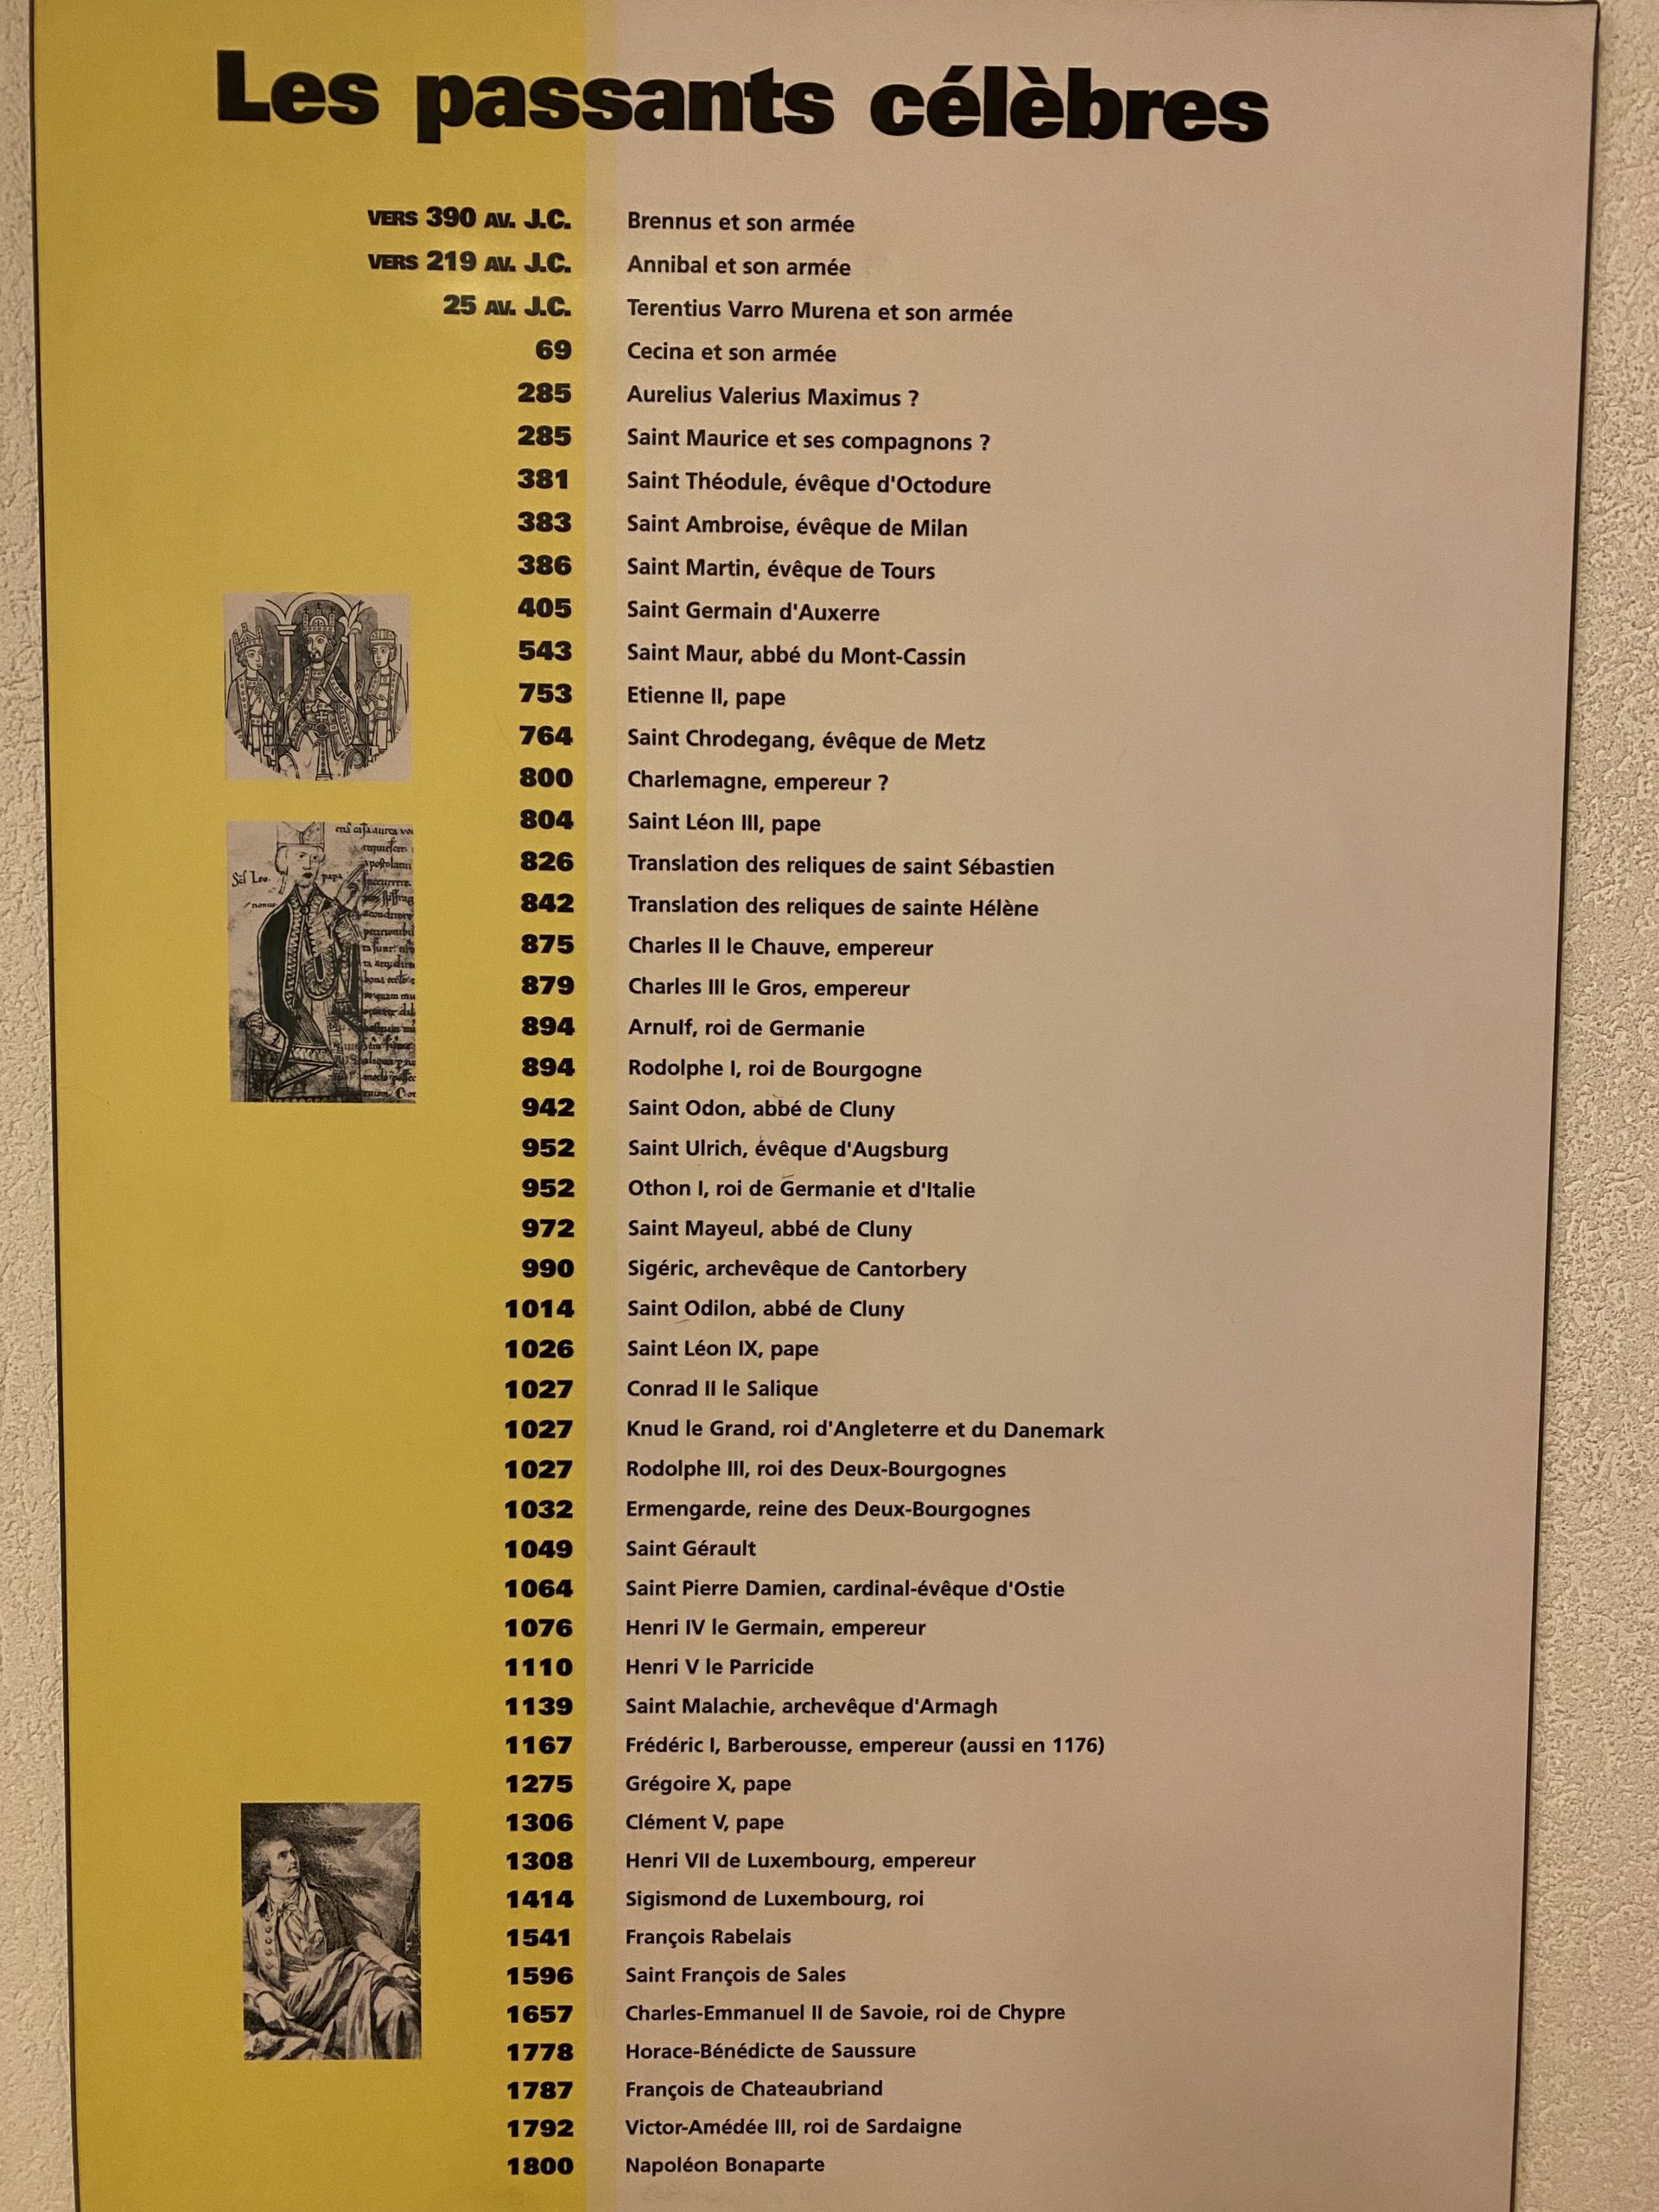 Les passants célèbres
VERS 390 AV. J.C. Brennus et son armée
VERS 219 AV. J.C. Annibal et son armée
25 AV. J.C. Terentius Varro Murena et son armée
69 Cecina et son armée
285 Aurelius Valerius Maximus ?
285 Saint Maurice et ses compagnons ?
381 Saint Théodule, évêque d'Octodure
383 Saint Ambroise, évêque de Milan
386 Saint Martin, évêque de Tours
405 Saint Germain d'Auxerre
543 Saint Maur, abbé du Mont-Cassin
753 Etienne II, pape
764 Saint Chrodegang, évêque de Metz
800 Charlemagne, empereur ?
804 Saint Léon III, pape
826 Translation des reliques de saint Sébastien
842 Translation des reliques de sainte Hélène
875 Charles II le Chauve, empereur
879 Charles III le Gros, empereur
894 Arnulf, roi de Germanie
894 Rodolphe I, roi de Bourgogne
942 Saint Odon, abbé de Cluny
952 Saint Ulrich, évêque d'Augsburg
952 Othon I, roi de Germanie et d'Italie
972 Saint Mayeul, abbé de Cluny
990 Sigéric, archevêque de Cantorbery
1014 Saint Odilon, abbé de Cluny
1026 Saint Léon IX, pape
1027 Conrad II le Salique
1027 Knud le Grand, roi d'Angleterre et du Danemark
1027 Rodolphe III, roi des Deux-Bourgognes
1032 Ermengarde, reine des Deux-Bourgognes
1049 Saint Gérault
1064 Saint Pierre Damien, cardinal-évêque d'Ostie
1076 Henri IV le Germain, empereur
1110 Henri V le Parricide
1139 Saint Malachie, archevêque d'Armagh
1167 Frédéric I, Barberousse, empereur (aussi en 1176)
1275 Grégoire X, pape
1306 Clément V, pape
1308 Henri VII de Luxembourg, empereur
1414 Sigismond de Luxembourg, roi
1541 François Rabelais
1596 Saint François de Sales
1657 Charles-Emmanuel II de Savoie, roi de Chypre
1778 Horace-Bénédicte de Saussure
1787 François de Chateaubriand
1792 Victor-Amédée III, roi de Sardaigne
1800 Napoléon Bonaparte